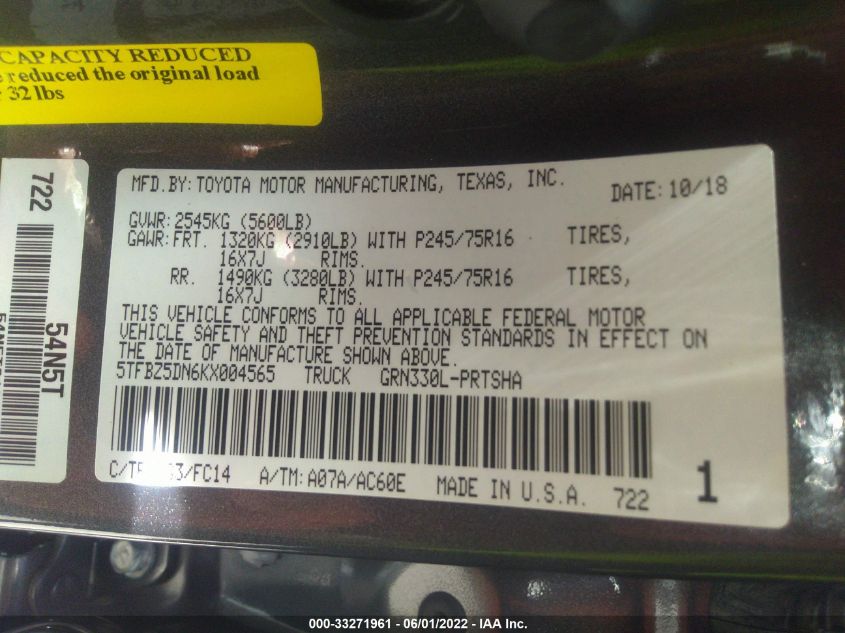 CAPACITY REDUCED
reduced the original load
32 lbs
722
54N5T
MFD.BY: TOYOTA MOTOR MANUFACTURING, TEXAS, INC. DATE: 10/18
GVWR: 2545KG (5600LB)
GAWR: FRT. 1320KG (2910LB) WITH P245/75R16 TIRES,
16X7J RIMS.
RR. 1490KG (3280LB) WITH P245/75R16 TIRES,
16X7J RIMS.
THIS VEHICLE CONFORMS TO ALL APPLICABLE FEDERAL MOTOR
VEHICLE SAFETY AND THEFT PREVENTION STANDARDS IN EFFECT ON
THE DATE OF MANUFACTURE SHOWN ABOVE.
5TFBZ5DN6KX004565 TRUCK GRN330L-PRTSHA
/FC14 A/TM: A07A/AC60E MADE IN U.S.A. 722 1
000-33271961 - 06/01/2022 - IAA Inc.